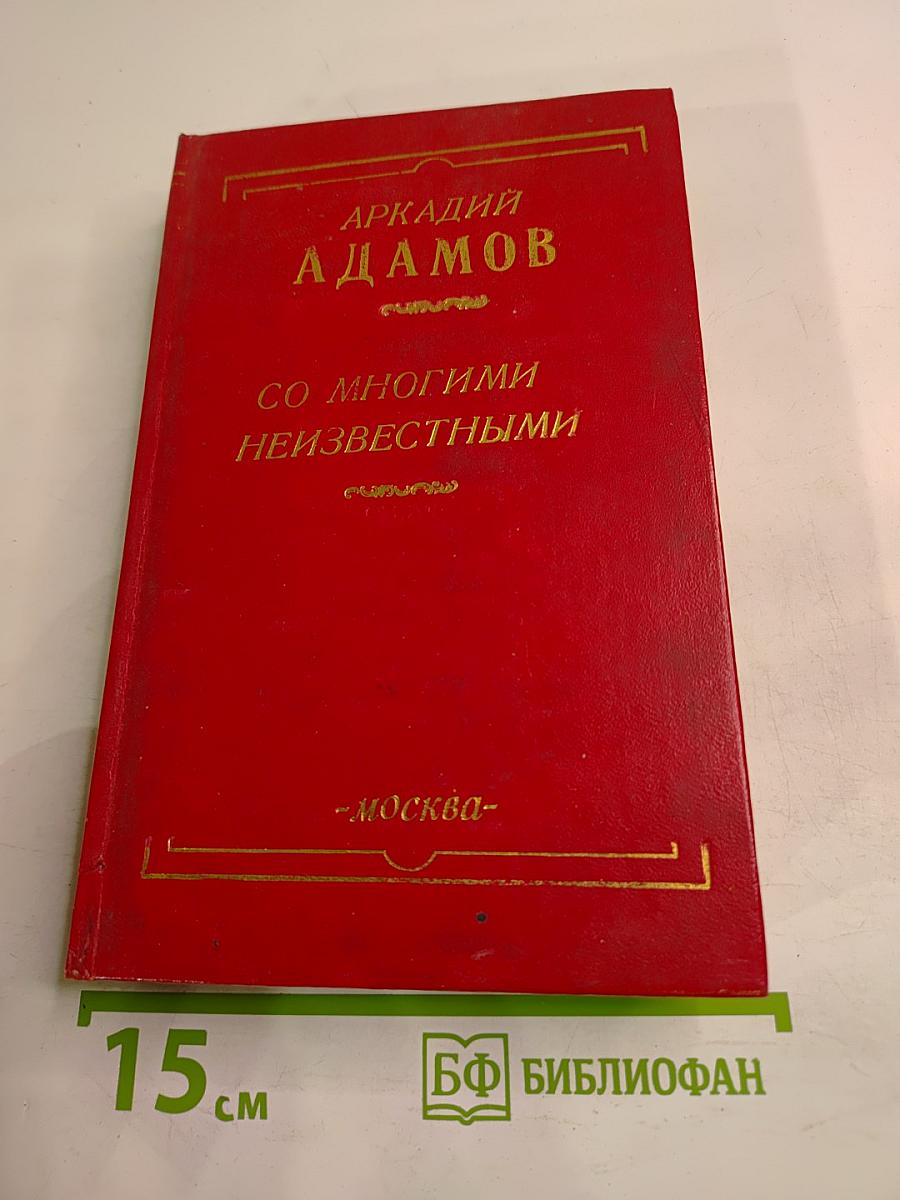 АРКАДИЙ
АДАМОВ
СО МНОГИМИ
НЕИЗВЕСТНЫМИ
-МОСКВА-
15 см
БФ БИБЛИОФАН